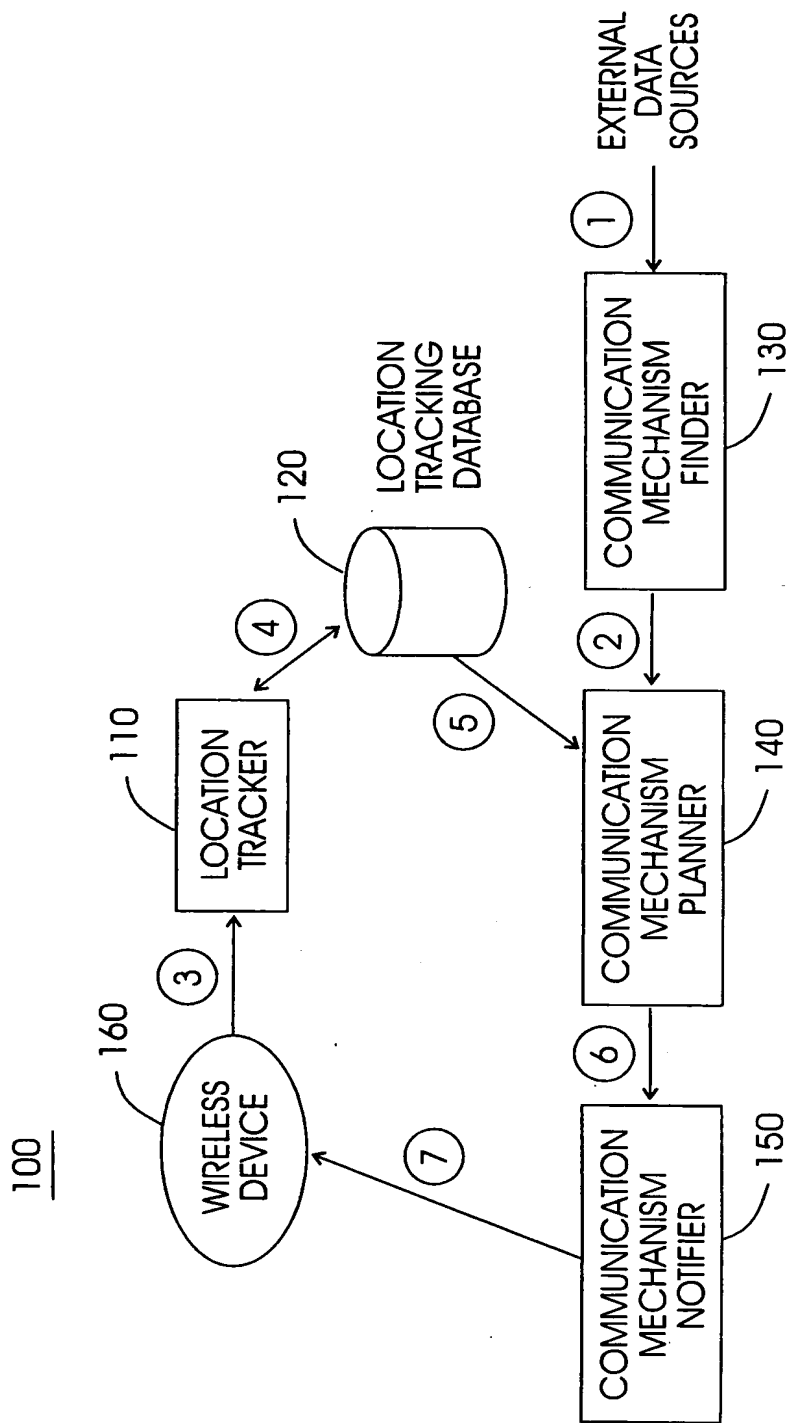 100
160
WIRELESS
DEVICE
3
110
LOCATION
TRACKER
4
120
LOCATION
TRACKING
DATABASE
5
7
150
COMMUNICATION
MECHANISM
NOTIFIER
6
140
COMMUNICATION
MECHANISM
PLANNER
2
130
COMMUNICATION
MECHANISM
FINDER
1
EXTERNAL
DATA
SOURCES